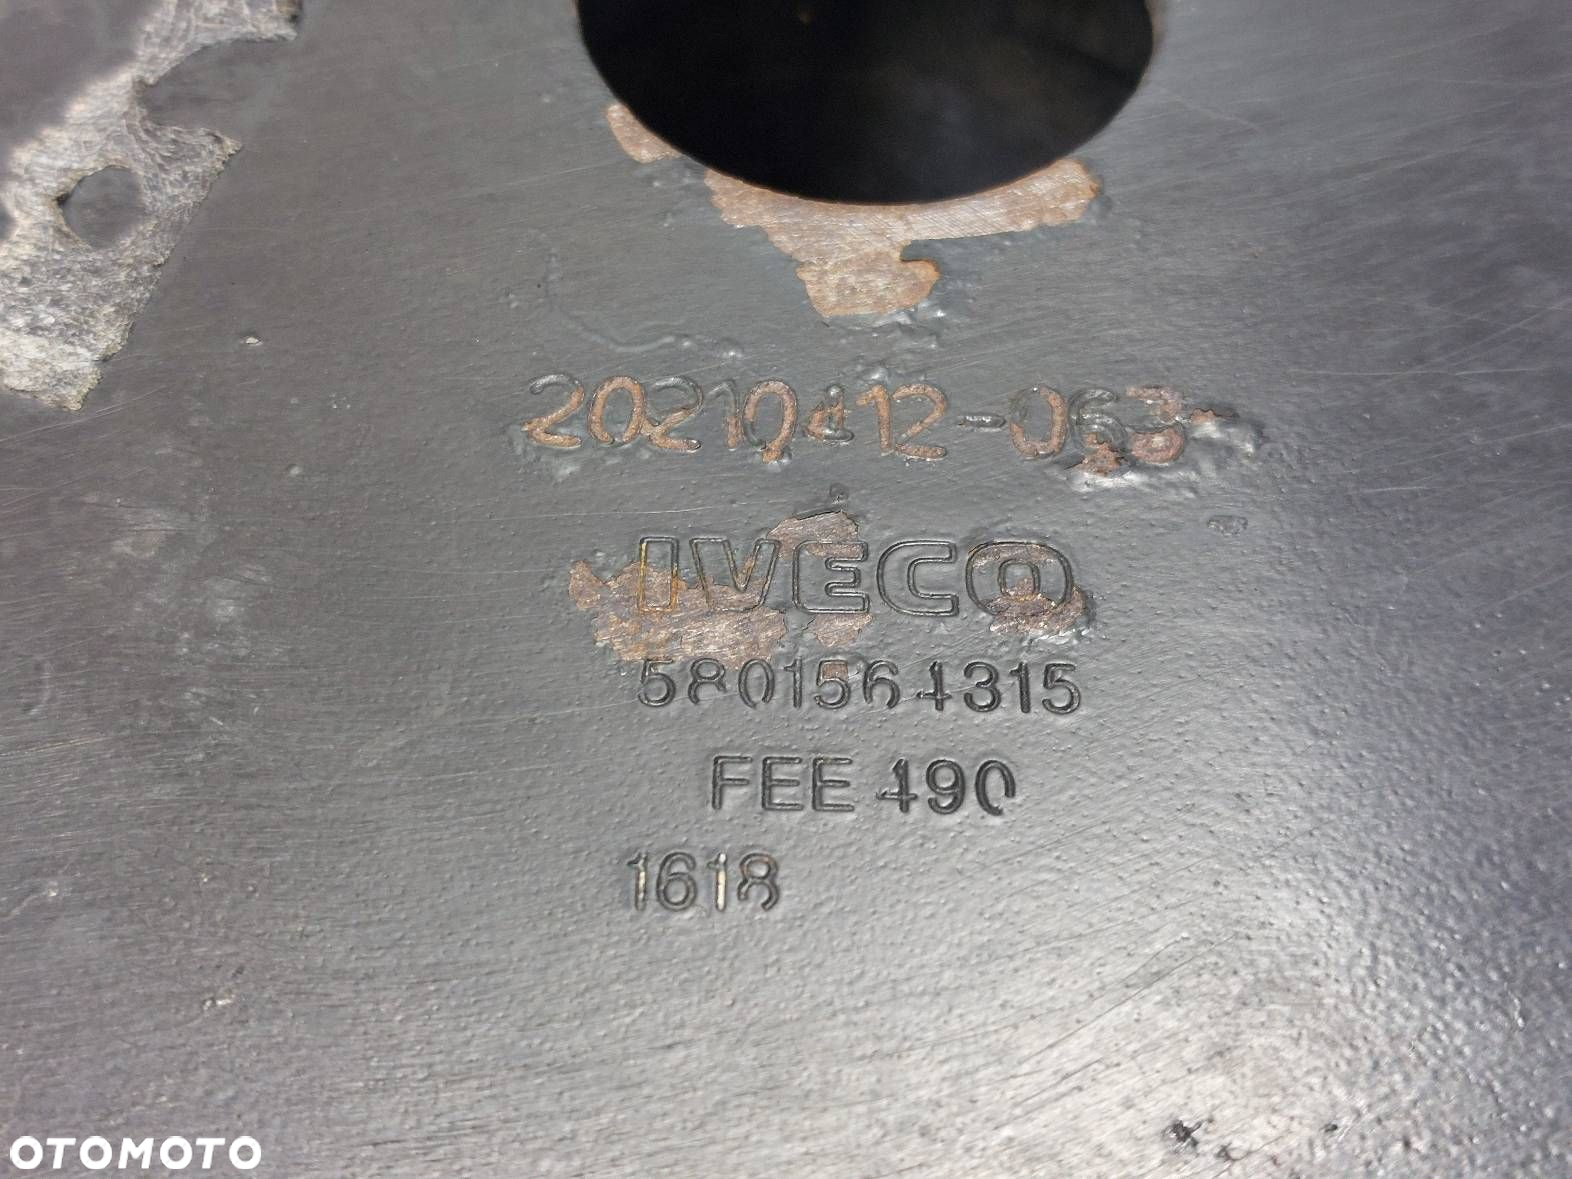 20210412-063
IVECO
5801564315
FEE 490
1618
OTOMOTO